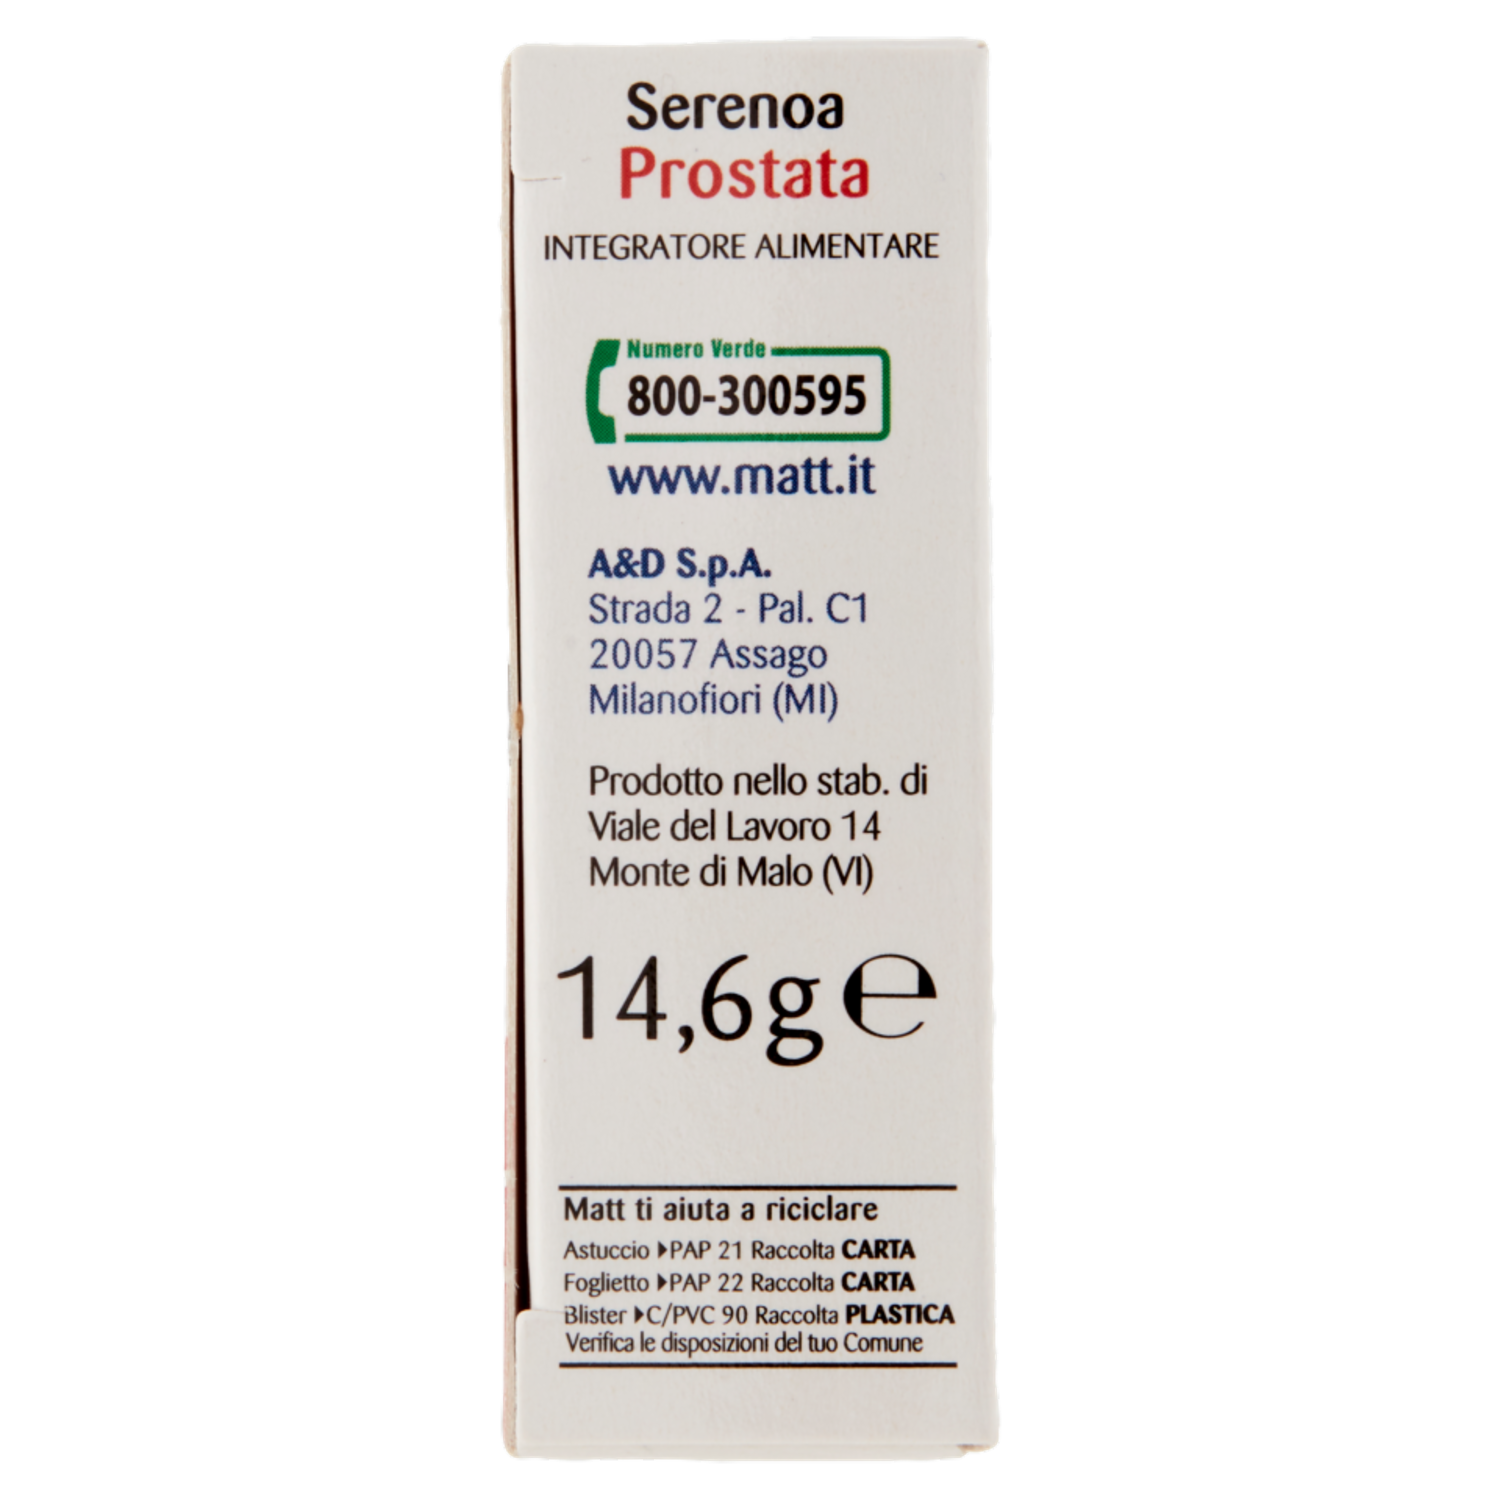 Serenoa
Prostata
INTEGRATORE ALIMENTARE
Numero Verde
800-300595
www.matt.it
A&D S.p.A.
Strada 2 - Pal. C1
20057 Assago
Milanofiori (MI)
Prodotto nello stab. di
Viale del Lavoro 14
Monte di Malo (VI)
14,6g ℮
Matt ti aiuta a riciclare
Astuccio ▶PAP 21 Raccolta CARTA
Foglietto ▶PAP 22 Raccolta CARTA
Blister ▶C/PVC 90 Raccolta PLASTICA
Verifica le disposizioni del tuo Comune